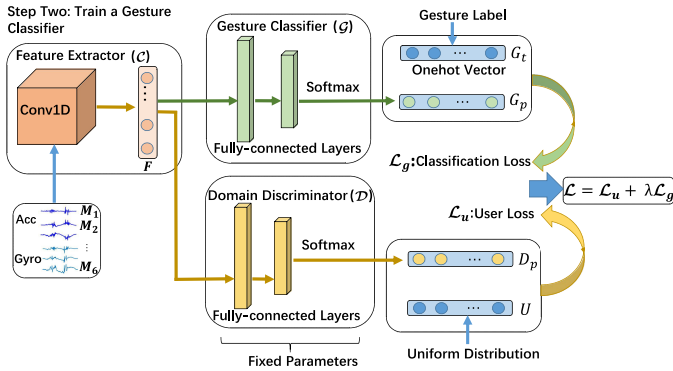 Step Two: Train a Gesture
Classifier
Feature Extractor (𝒞)
Conv1D
F
Acc
Gyro
M₁
M₂
⋮
M₆
Gesture Classifier (𝒢)
Softmax
Fully-connected Layers
Gesture Label
... Gₜ
Onehot Vector
... Gₚ
ℒg:Classification Loss
ℒ = ℒᵤ + λℒg
ℒᵤ:User Loss
Domain Discriminator(𝒟)
Softmax
Fully-connected Layers
... Dₚ
... U
Uniform Distribution
Fixed Parameters